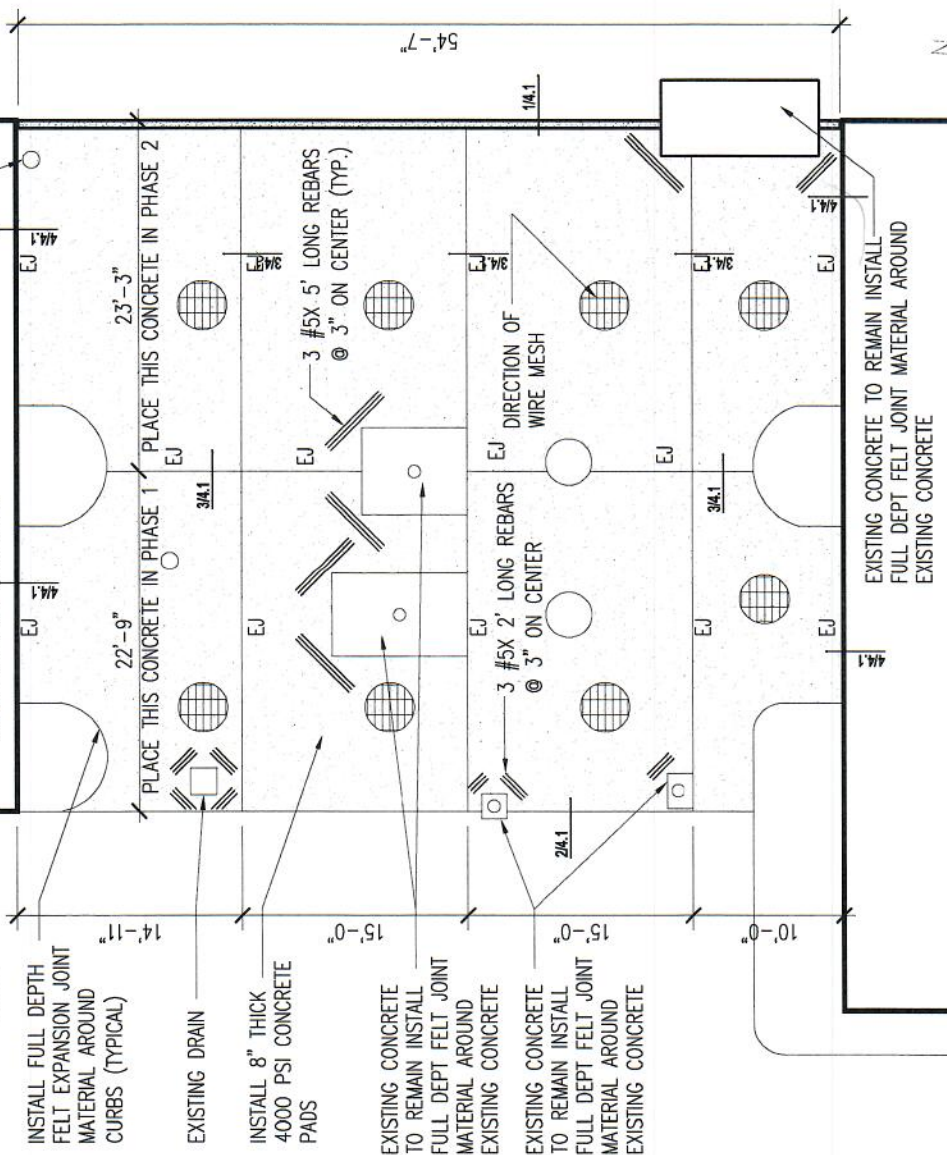 INSTALL FULL DEPTH
FELT EXPANSION JOINT
MATERIAL AROUND
CURBS (TYPICAL)
EXISTING DRAIN
INSTALL 8" THICK
4000 PSI CONCRETE
PADS
EXISTING CONCRETE
TO REMAIN INSTALL
FULL DEPT FELT JOINT
MATERIAL AROUND
EXISTING CONCRETE
EXISTING CONCRETE
TO REMAIN INSTALL
FULL DEPT FELT JOINT
MATERIAL AROUND
EXISTING CONCRETE
14'-11"
15'-0"
15'-0"
10'-0"
54'-7"
22'-9"
PLACE THIS CONCRETE IN PHASE 1
23'-3"
PLACE THIS CONCRETE IN PHASE 2
3 #5X 5' LONG REBARS
@ 3" ON CENTER (TYP.)
3 #5X 2' LONG REBARS
@ 3" ON CENTER
DIRECTION OF
WIRE MESH
EXISTING CONCRETE TO REMAIN INSTALL
FULL DEPT FELT JOINT MATERIAL AROUND
EXISTING CONCRETE
EJ
4/4.1
EJ
4/4.1
EJ
3/4.1
EJ
EJ
3/4.1
EJ
EJ
EJ
3/4.1
EJ
EJ
EJ
3/4.1
3/4.1
EJ
4/4.1
EJ
4/4.1
2/4.1
1/4.1
N